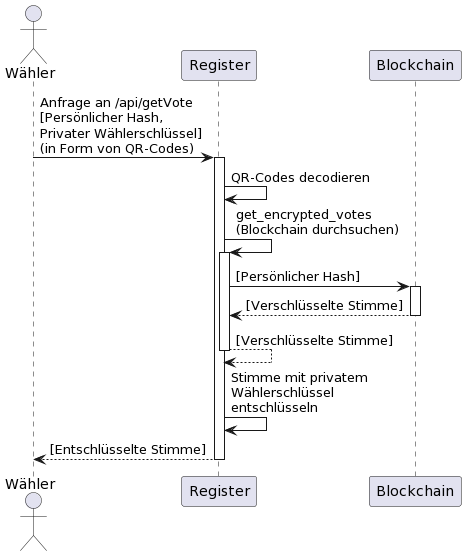 Wähler
Register
Blockchain
Anfrage an /api/getVote
[Persönlicher Hash,
Privater Wählerschlüssel]
(in Form von QR-Codes)
QR-Codes decodieren
get_encrypted_votes
(Blockchain durchsuchen)
[Persönlicher Hash]
[Verschlüsselte Stimme]
[Verschlüsselte Stimme]
Stimme mit privatem
Wählerschlüssel
entschlüsseln
[Entschlüsselte Stimme]
Wähler
Register
Blockchain